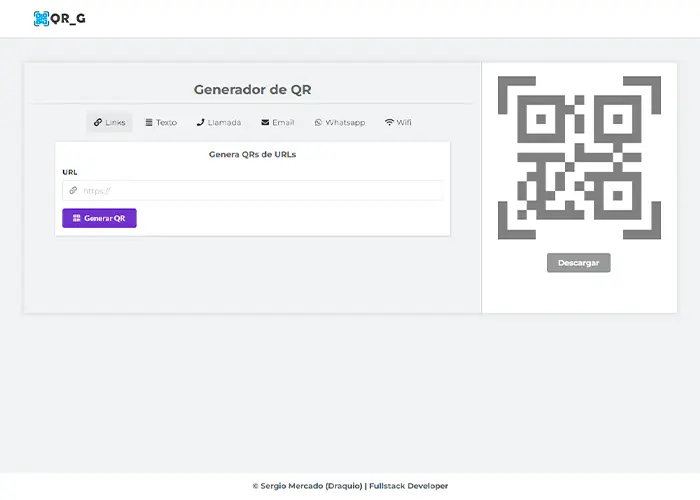 QR_G
Generador de QR
Links Texto Llamada Email Whatsapp Wifi
Genera QRs de URLs
URL
https://
Generar QR
Descargar
© Sergio Mercado (Draquio) | Fullstack Developer